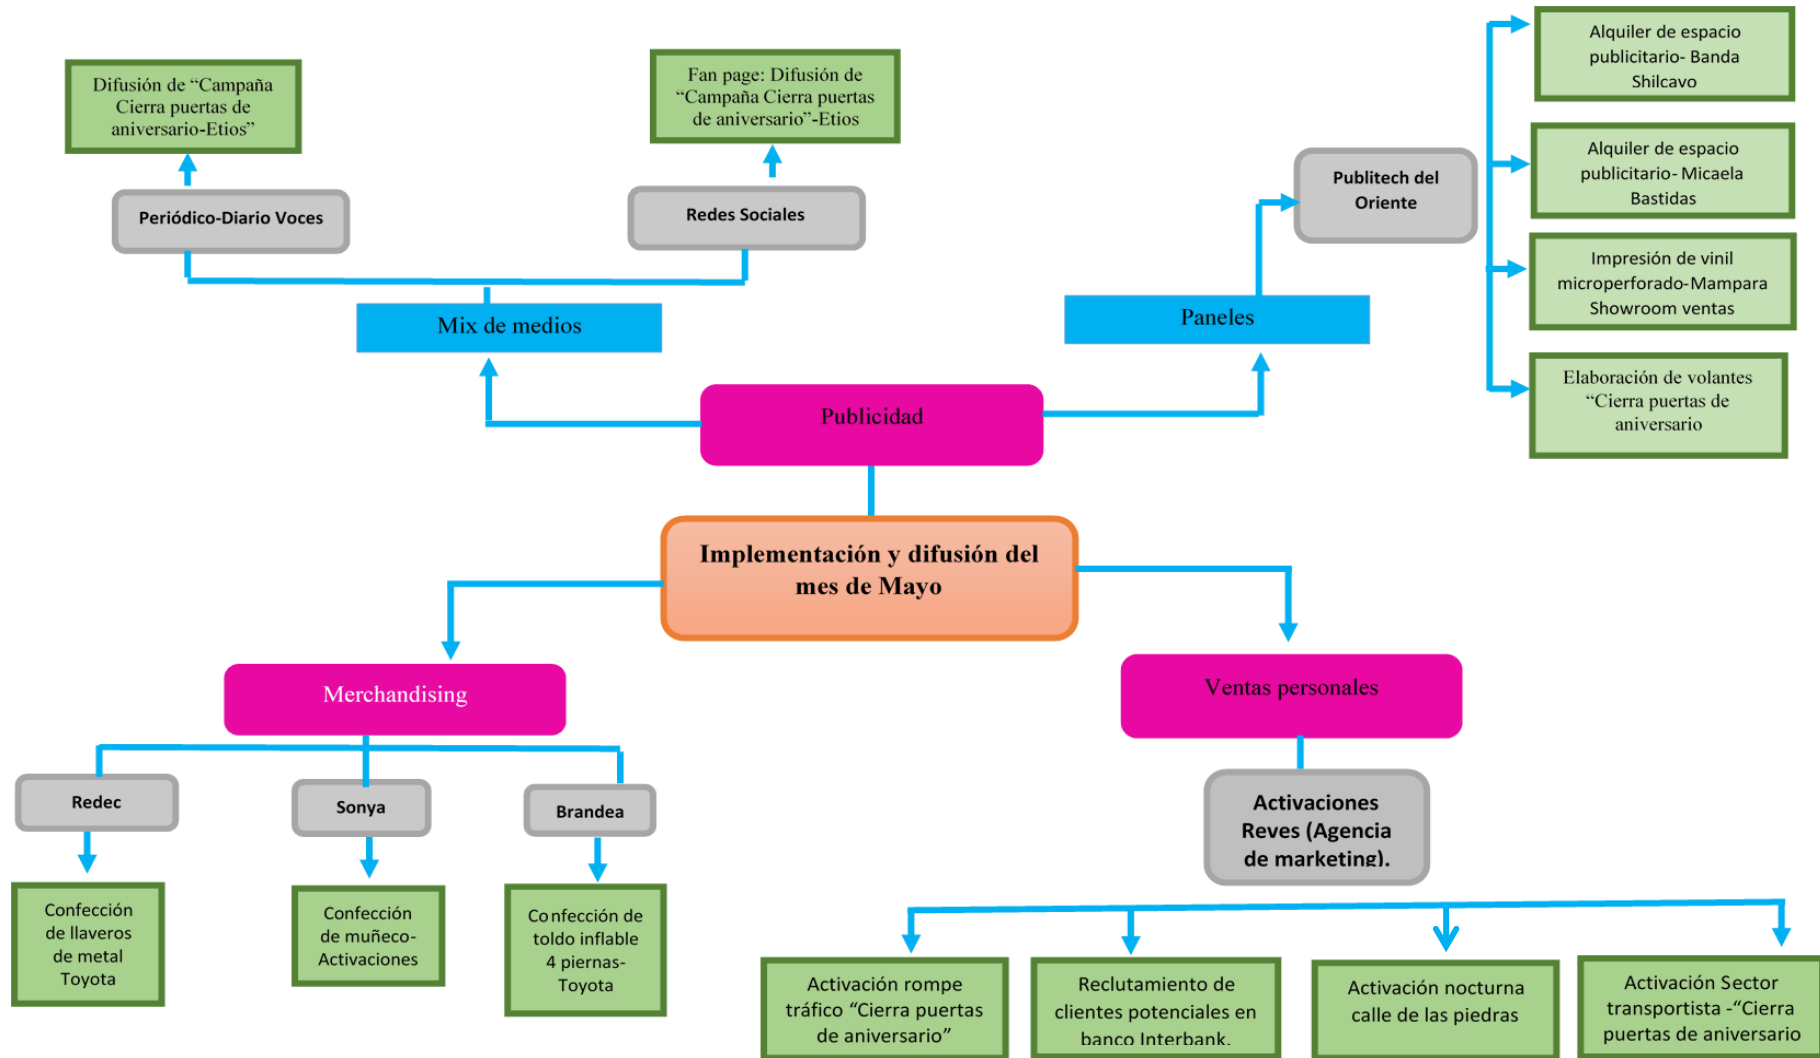 Difusión de “Campaña
Cierra puertas de
aniversario-Etios”
Fan page: Difusión de
“Campaña Cierra puertas
de aniversario”-Etios
Alquiler de espacio
publicitario- Banda
Shilcavo
Alquiler de espacio
publicitario- Micaela
Bastidas
Impresión de vinil
microperforado-Mampara
Showroom ventas
Elaboración de volantes
“Cierra puertas de
aniversario
Publitech del
Oriente
Periódico-Diario Voces
Redes Sociales
Mix de medios
Paneles
Publicidad
Implementación y difusión del
mes de Mayo
Merchandising
Ventas personales
Redec
Sonya
Brandea
Activaciones
Reves (Agencia
de marketing).
Confección
de llaveros
de metal
Toyota
Confección
de muñeco-
Activaciones
Confección de
toldo inflable
4 piernas-
Toyota
Activación rompe
tráfico “Cierra puertas
de aniversario”
Reclutamiento de
clientes potenciales en
banco Interbank.
Activación nocturna
calle de las piedras
Activación Sector
transportista -“Cierra
puertas de aniversario